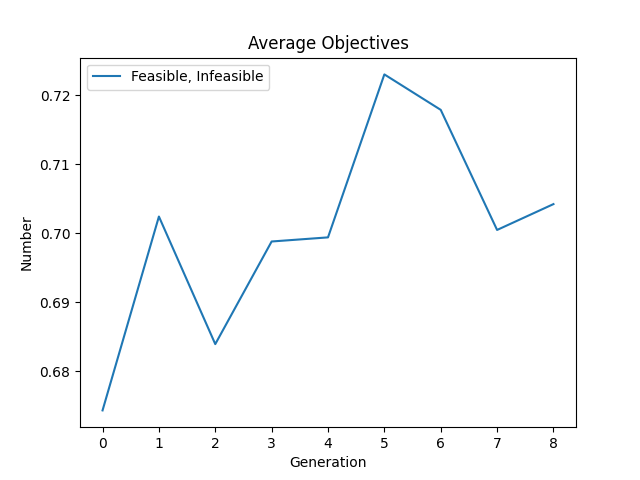 Average Objectives
Feasible, Infeasible
0.72
0.71
0.70
0.69
0.68
Number
0 1 2 3 4 5 6 7 8
Generation